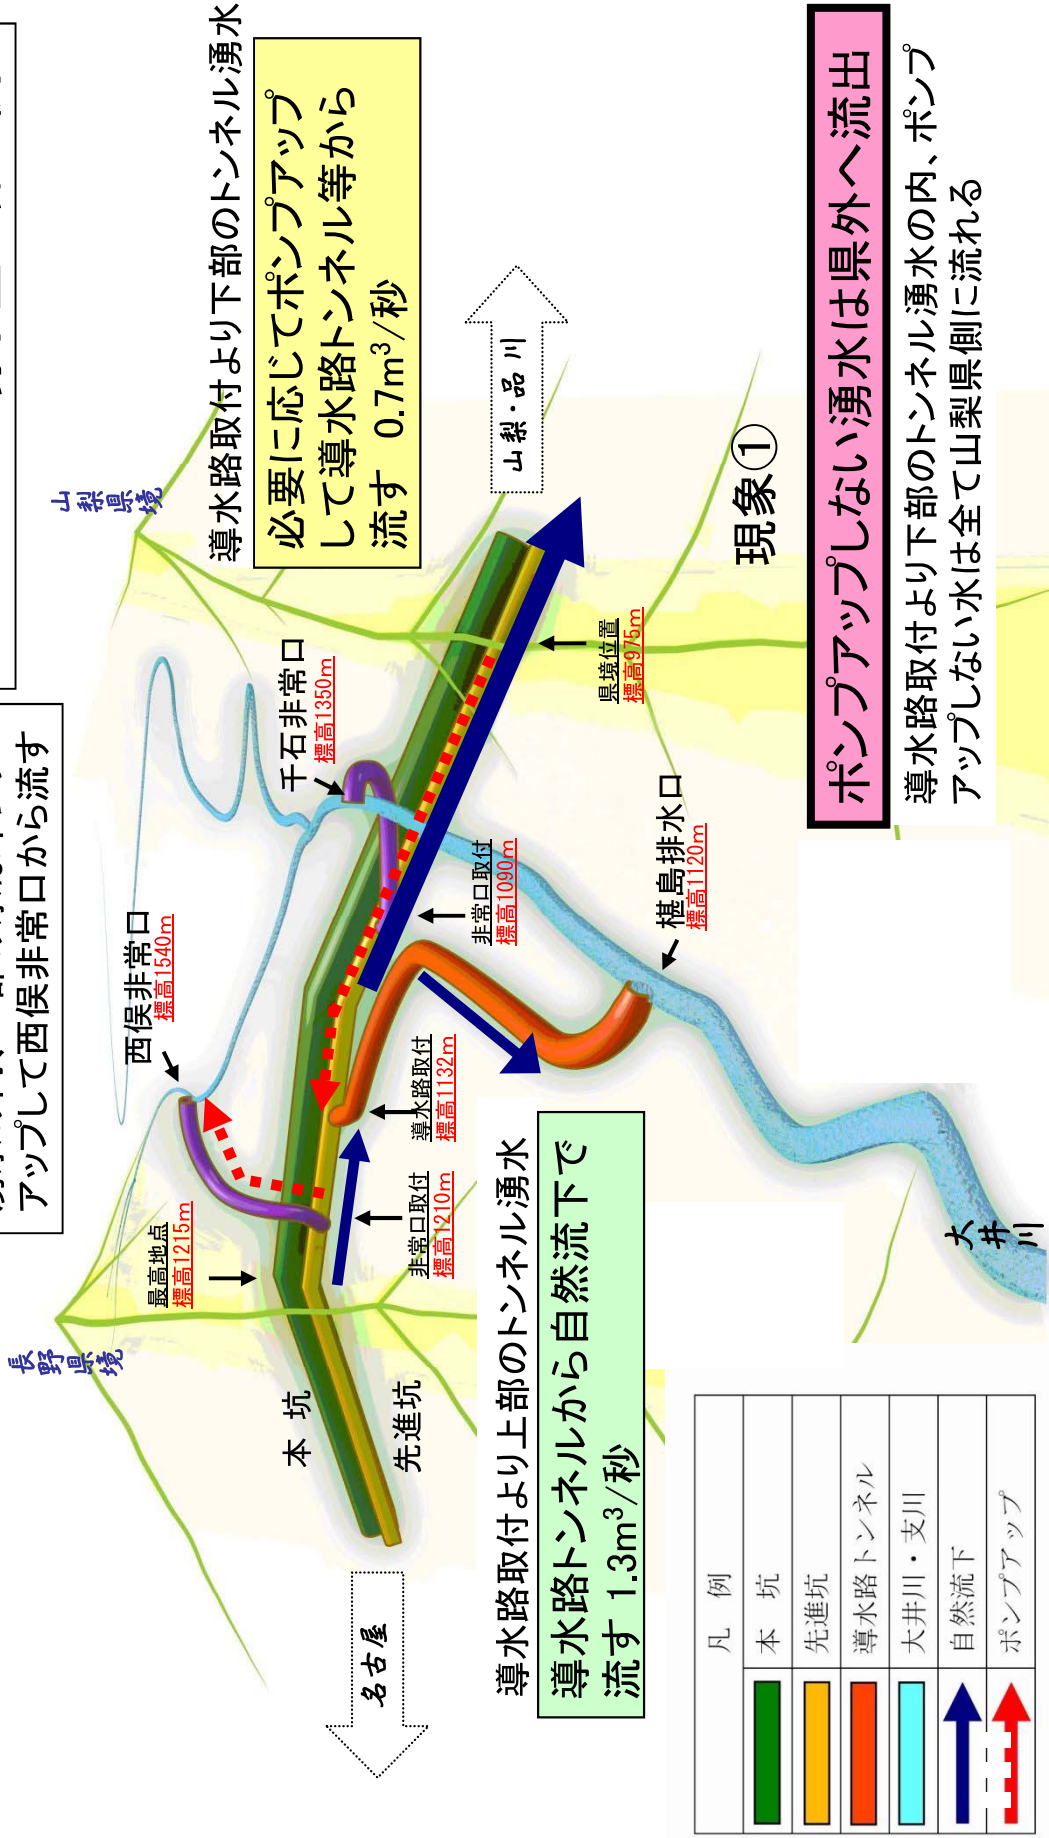 アップして西俣非常口から流す
導水路取付より下部のトンネル湧水
必要に応じてポンプアップ
して導水路トンネル等から
流す 0.7m³/秒
山梨県境
長野県境
西俣非常口
標高1540m
千石非常口
標高1350m
最高地点
標高1215m
本 坑
先進坑
非常口取付
標高1210m
導水路取付
標高1132m
非常口取付
標高1090m
県境位置
標高975m
椹島排水口
標高1120m
山梨・品川
名古屋
大井川
導水路取付より上部のトンネル湧水
導水路トンネルから自然流下で
流す 1.3m³/秒
現象①
ポンプアップしない湧水は県外へ流出
導水路取付より下部のトンネル湧水の内、ポンプ
アップしない水は全て山梨県側に流れる
凡 例
本 坑
先進坑
導水路トンネル
大井川・支川
自然流下
ポンプアップ